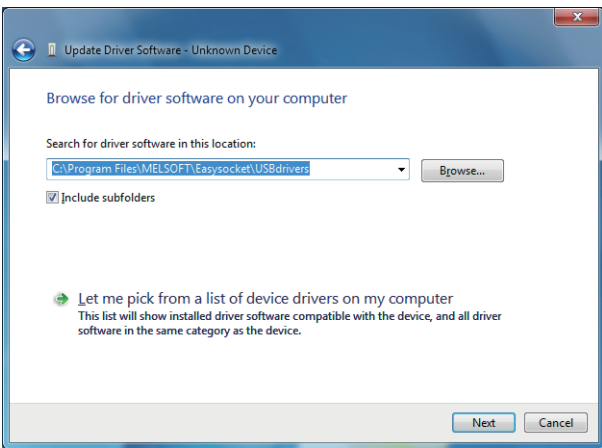 Update Driver Software - Unknown Device
Browse for driver software on your computer
Search for driver software in this location:
C:\Program Files\MELSOFT\Easysocket\USBdrivers
Browse...
Include subfolders
Let me pick from a list of device drivers on my computer
This list will show installed driver software compatible with the device, and all driver
software in the same category as the device.
Next
Cancel